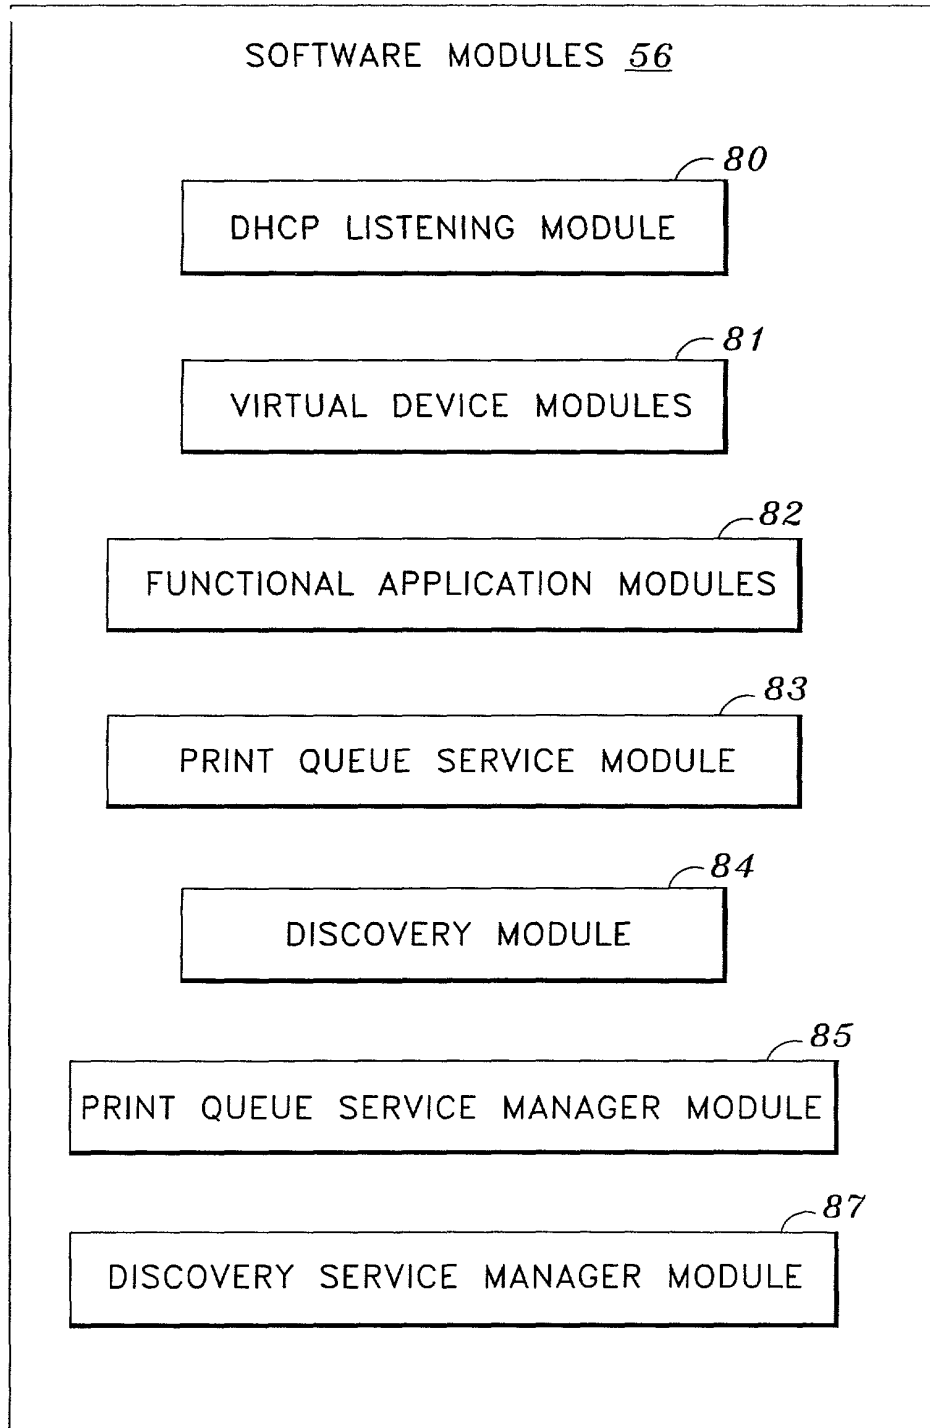 SOFTWARE MODULES 56
80
DHCP LISTENING MODULE
81
VIRTUAL DEVICE MODULES
82
FUNCTIONAL APPLICATION MODULES
83
PRINT QUEUE SERVICE MODULE
84
DISCOVERY MODULE
85
PRINT QUEUE SERVICE MANAGER MODULE
87
DISCOVERY SERVICE MANAGER MODULE